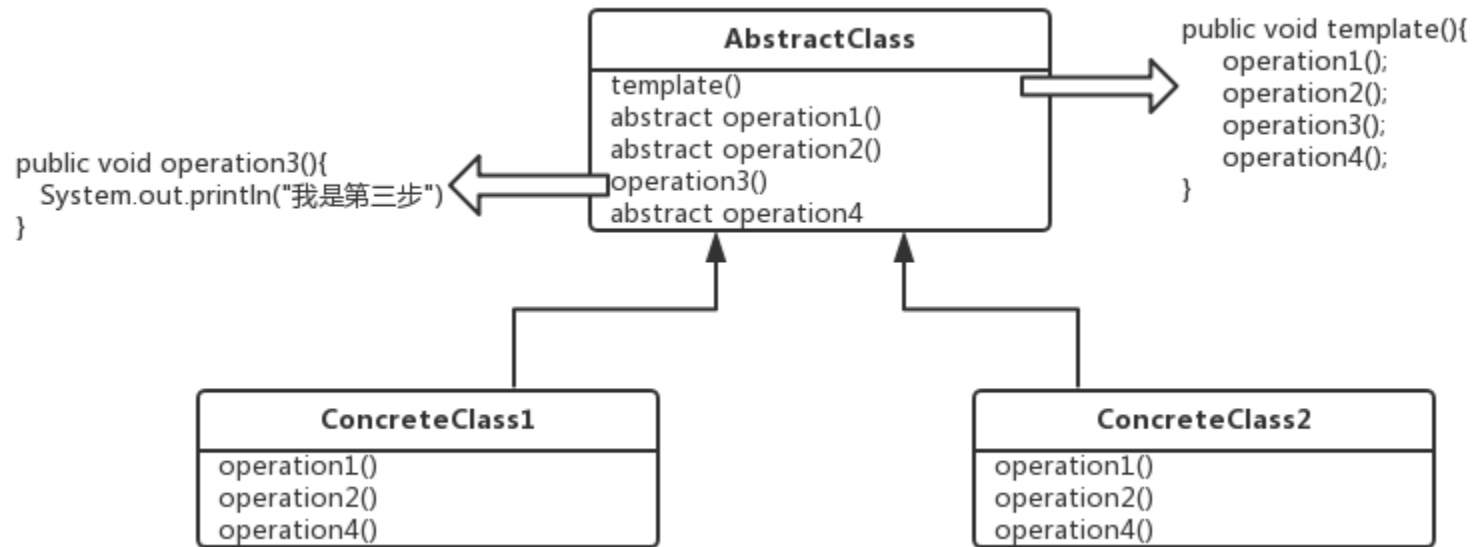 AbstractClass
template()
abstract operation1()
abstract operation2()
operation3()
abstract operation4
public void template(){
operation1();
operation2();
operation3();
operation4();
}
public void operation3(){
System.out.println("我是第三步")
}
ConcreteClass1
operation1()
operation2()
operation4()
ConcreteClass2
operation1()
operation2()
operation4()